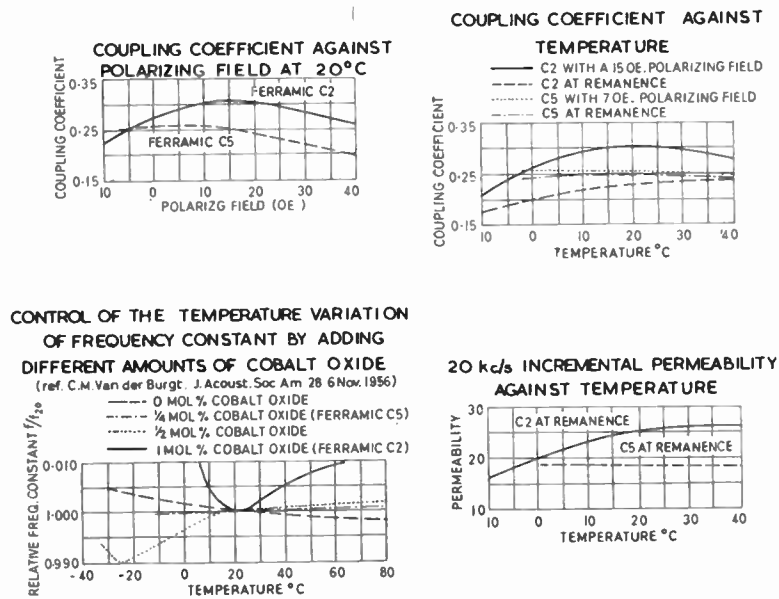 COUPLING COEFFICIENT AGAINST
POLARIZING FIELD AT 20°C
COUPLING COEFFICIENT
0·35
0·25
0·15
FERRAMIC C2
FERRAMIC C5
10 0 10 20 30 40
POLARIZG FIELD (OE)
COUPLING COEFFICIENT AGAINST
TEMPERATURE
C2 WITH A 15 OE. POLARIZING FIELD
C2 AT REMANENCE
C5 WITH 7 OE. POLARIZING FIELD
C5 AT REMANENCE
COUPLING COEFFICIENT
0·35
0·25
0·15
10 0 10 20 30 40
TEMPERATURE °C
CONTROL OF THE TEMPERATURE VARIATION
OF FREQUENCY CONSTANT BY ADDING
DIFFERENT AMOUNTS OF COBALT OXIDE
(ref. C.M. Van der Burgt. J. Acoust. Soc Am 28 6 Nov. 1956)
0 MOL % COBALT OXIDE
¼ MOL % COBALT OXIDE (FERRAMIC C5)
½ MOL % COBALT OXIDE
1 MOL % COBALT OXIDE (FERRAMIC C2)
RELATIVE FREQ. CONSTANT f/f20
0·010
1·000
0·990
-40 -20 0 20 40 60 80
TEMPERATURE °C
20 kc/s INCREMENTAL PERMEABILITY
AGAINST TEMPERATURE
PERMEABILITY
30
20
10
C2 AT REMANENCE
C5 AT REMANENCE
10 0 10 20 30 40
TEMPERATURE °C